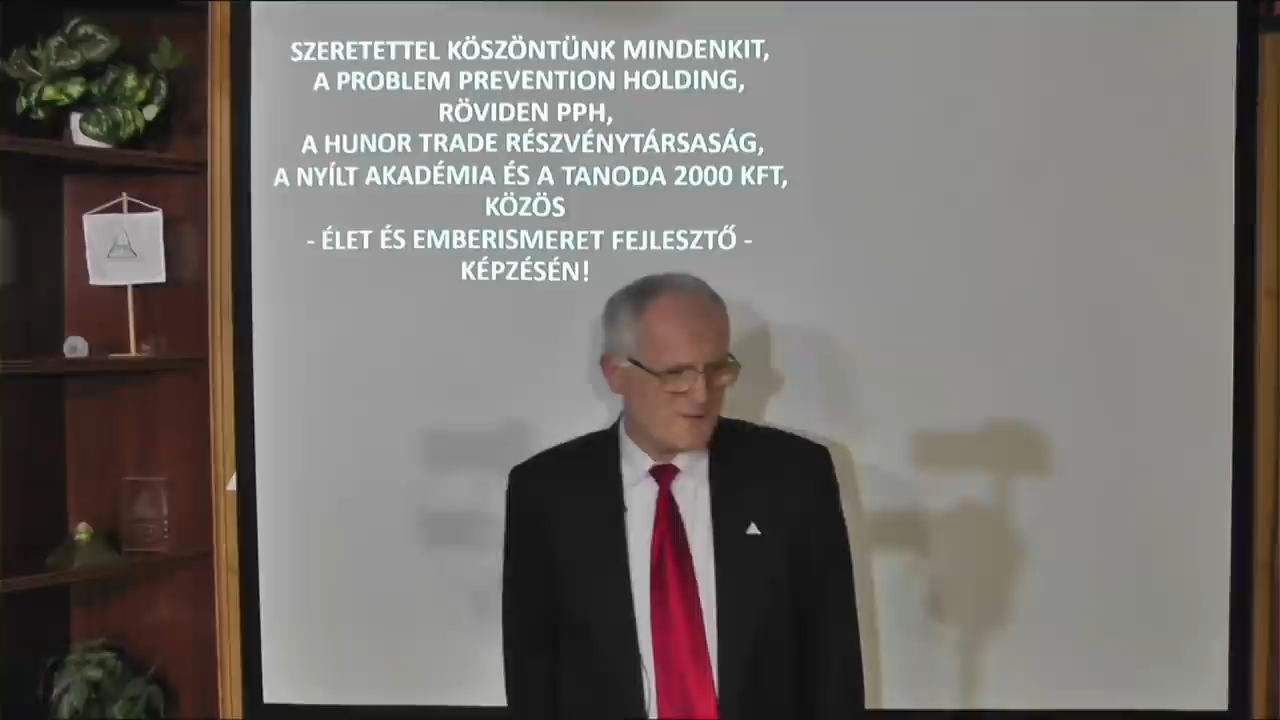 SZERETETTEL KÖSZÖNTÜNK MINDENKIT,
A PROBLEM PREVENTION HOLDING,
RÖVIDEN PPH,
A HUNOR TRADE RÉSZVÉNYTÁRSASÁG,
A NYÍLT AKADÉMIA ÉS A TANODA 2000 KFT,
KÖZÖS
- ÉLET ÉS EMBERISMERET FEJLESZTŐ -
KÉPZÉSÉN!